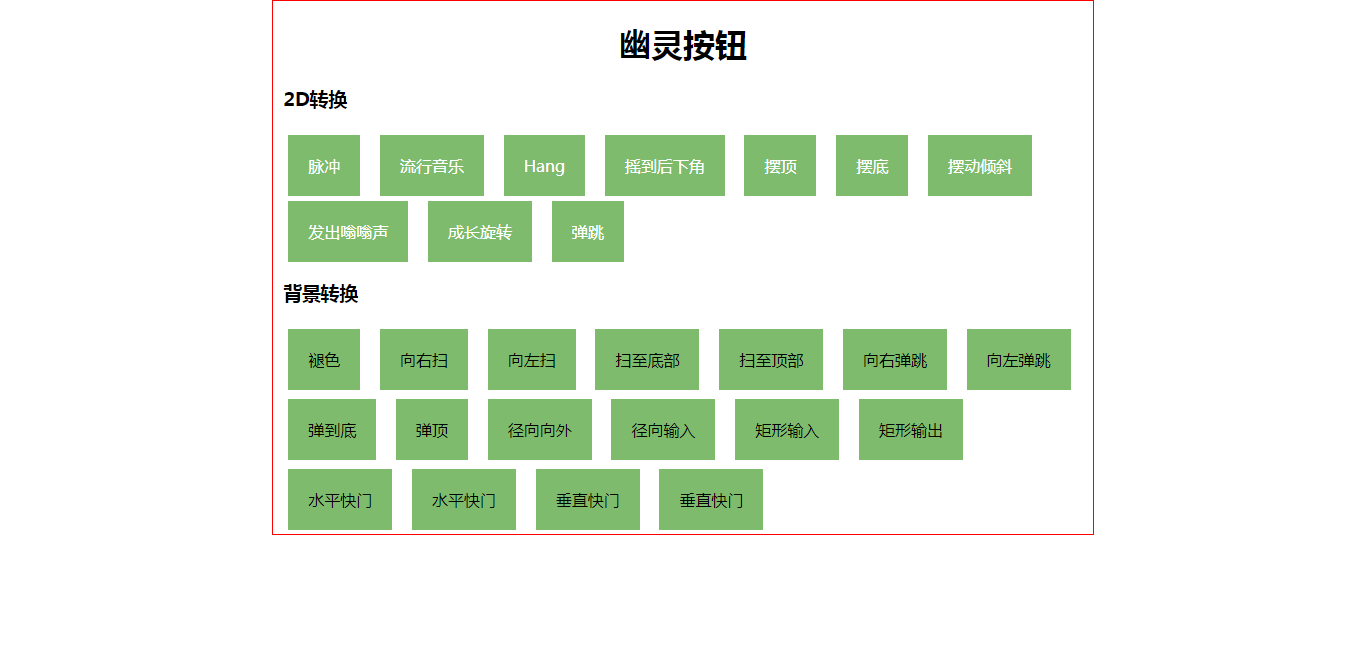 幽灵按钮
2D转换
脉冲 流行音乐 Hang 摇到后下角 摆顶 摆底 摆动倾斜
发出嗡嗡声 成长旋转 弹跳
背景转换
褪色 向右扫 向左扫 扫至底部 扫至顶部 向右弹跳 向左弹跳
弹到底 弹顶 径向向外 径向输入 矩形输入 矩形输出
水平快门 水平快门 垂直快门 垂直快门